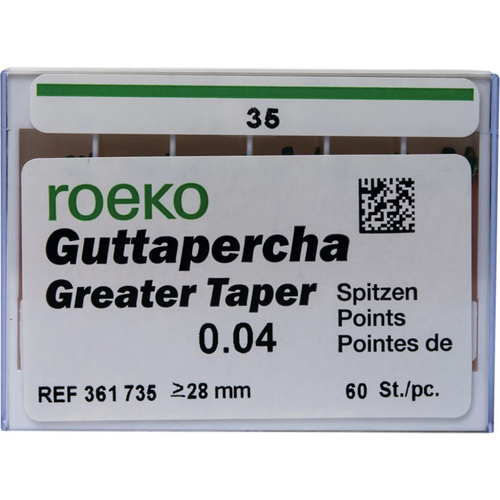 35
roeko
Guttapercha
Greater Taper
Spitzen
0.04
Points
Pointes de
REF 361 735 ≥28 mm 60 St./pc.